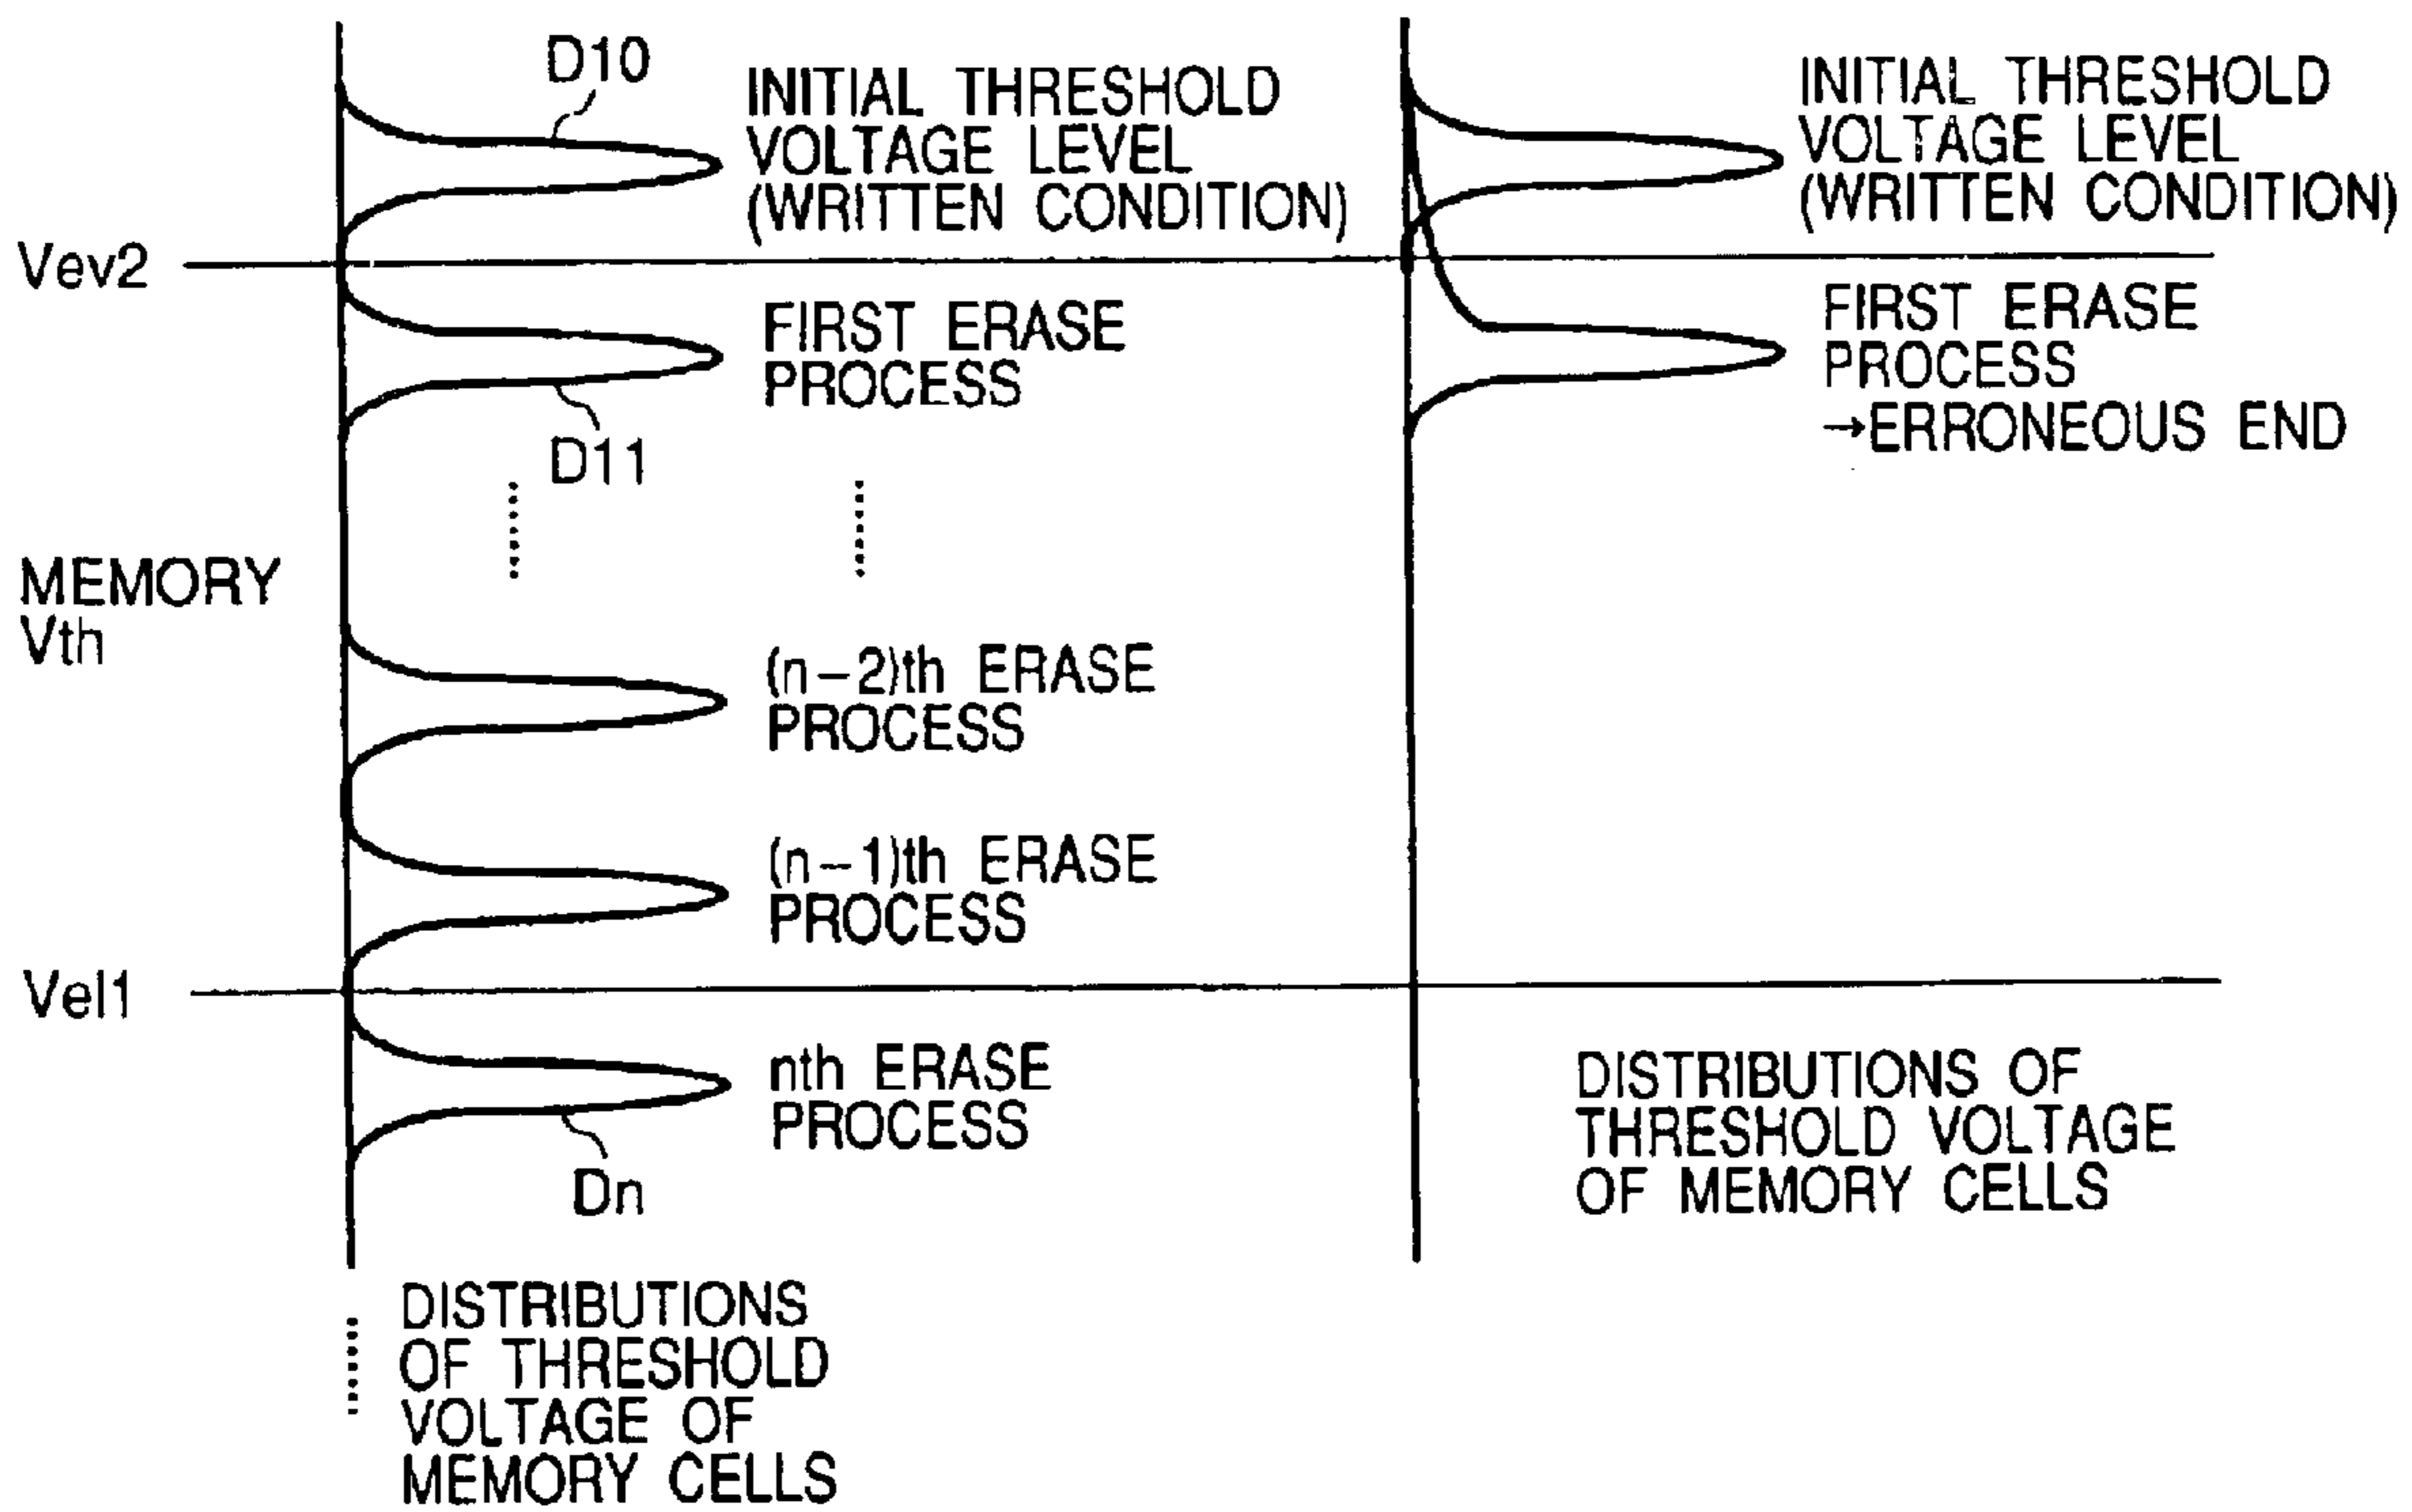 D10
INITIAL THRESHOLD
VOLTAGE LEVEL
(WRITTEN CONDITION)
Vev2
FIRST ERASE
PROCESS
D11
MEMORY
Vth
(n−2)th ERASE
PROCESS
(n−1)th ERASE
PROCESS
Vel1
nth ERASE
PROCESS
Dn
DISTRIBUTIONS
OF THRESHOLD
VOLTAGE OF
MEMORY CELLS
INITIAL THRESHOLD
VOLTAGE LEVEL
(WRITTEN CONDITION)
FIRST ERASE
PROCESS
→ERRONEOUS END
DISTRIBUTIONS OF
THRESHOLD VOLTAGE
OF MEMORY CELLS